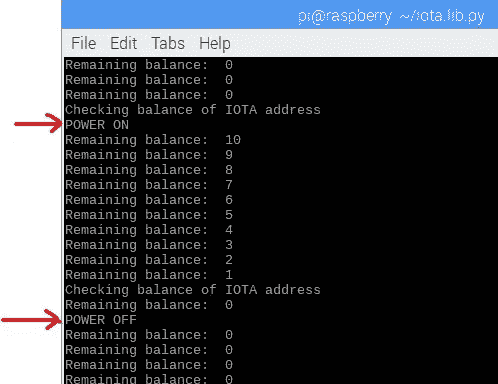 pi@raspberry ~/iota.lib.py
File Edit Tabs Help
Remaining balance: 0
Remaining balance: 0
Remaining balance: 0
Checking balance of IOTA address
POWER ON
Remaining balance: 10
Remaining balance: 9
Remaining balance: 8
Remaining balance: 7
Remaining balance: 6
Remaining balance: 5
Remaining balance: 4
Remaining balance: 3
Remaining balance: 2
Remaining balance: 1
Checking balance of IOTA address
Remaining balance: 0
POWER OFF
Remaining balance: 0
Remaining balance: 0
Remaining balance: 0
Remaining balance: 0